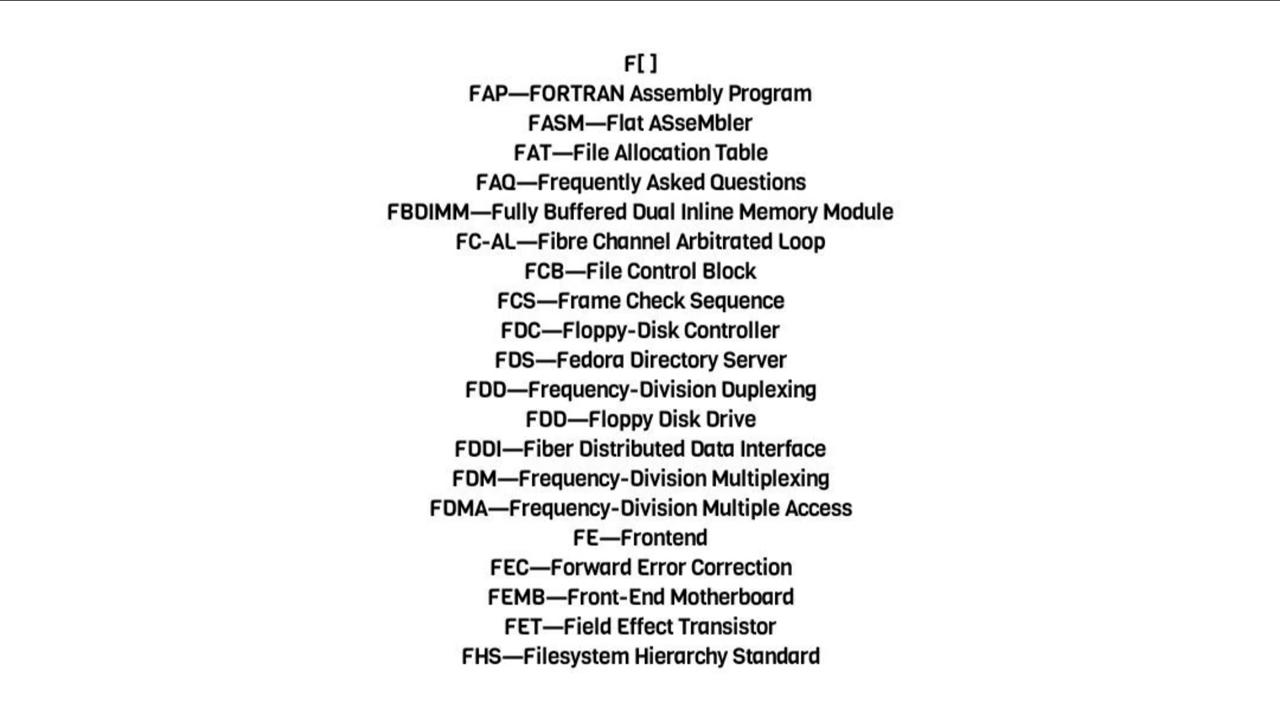 F[ ]
FAP—FORTRAN Assembly Program
FASM—Flat ASseMbler
FAT—File Allocation Table
FAQ—Frequently Asked Questions
FBDIMM—Fully Buffered Dual Inline Memory Module
FC-AL—Fibre Channel Arbitrated Loop
FCB—File Control Block
FCS—Frame Check Sequence
FDC—Floppy-Disk Controller
FDS—Fedora Directory Server
FDD—Frequency-Division Duplexing
FDD—Floppy Disk Drive
FDDI—Fiber Distributed Data Interface
FDM—Frequency-Division Multiplexing
FDMA—Frequency-Division Multiple Access
FE—Frontend
FEC—Forward Error Correction
FEMB—Front-End Motherboard
FET—Field Effect Transistor
FHS—Filesystem Hierarchy Standard